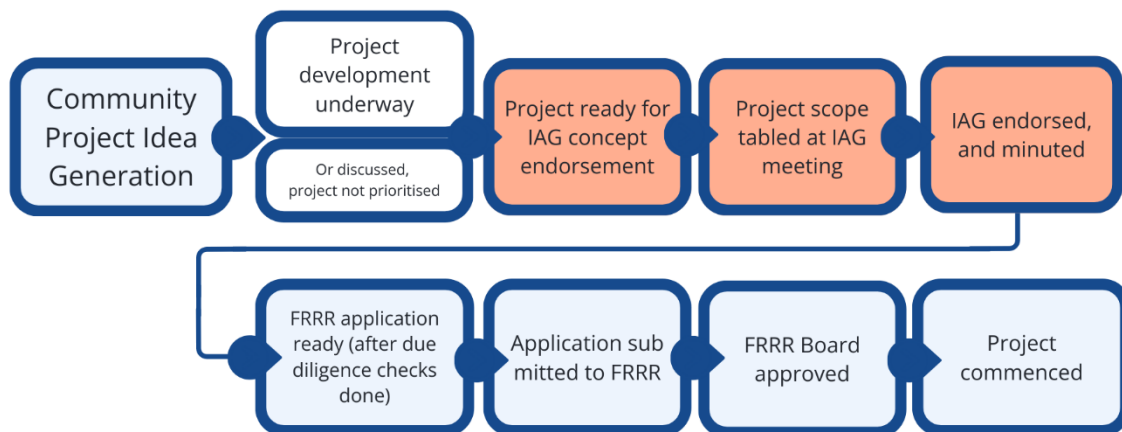 Community
Project Idea
Generation
Project
development
underway
Or discussed,
project not prioritised
Project ready for
IAG concept
endorsement
Project scope
tabled at IAG
meeting
IAG endorsed,
and minuted
FRRR application
ready (after due
diligence checks
done)
Application sub
mitted to FRRR
FRRR Board
approved
Project
commenced